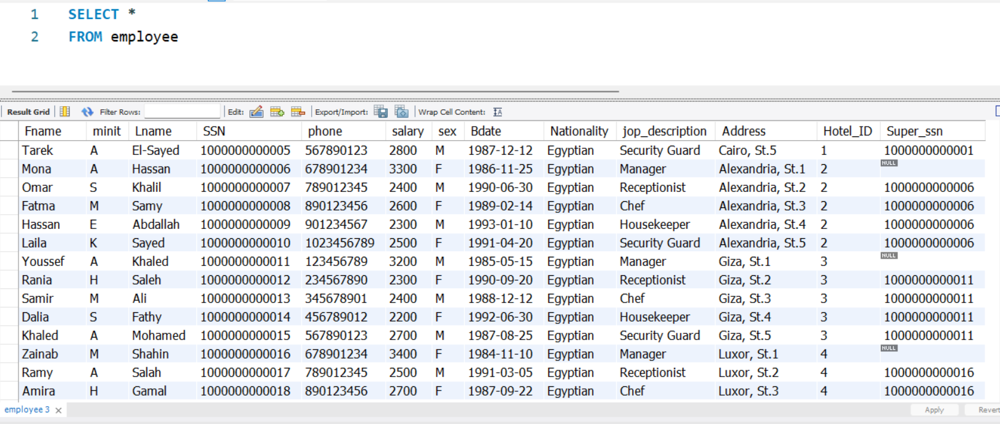 1 SELECT *
2 FROM employee
Result Grid Filter Rows: Edit: Export/Import: Wrap Cell Content: IA
Fname minit Lname SSN phone salary sex Bdate Nationality jop_description Address Hotel_ID Super_ssn
Tarek A El-Sayed 1000000000005 567890123 2800 M 1987-12-12 Egyptian Security Guard Cairo, St.5 1 1000000000001
Mona A Hassan 1000000000006 678901234 3300 F 1986-11-25 Egyptian Manager Alexandria, St.1 2 NULL
Omar S Khalil 1000000000007 789012345 2400 M 1990-06-30 Egyptian Receptionist Alexandria, St.2 2 1000000000006
Fatma M Samy 1000000000008 890123456 2600 F 1989-02-14 Egyptian Chef Alexandria, St.3 2 1000000000006
Hassan E Abdallah 1000000000009 901234567 2300 M 1993-01-10 Egyptian Housekeeper Alexandria, St.4 2 1000000000006
Laila K Sayed 1000000000010 1023456789 2500 F 1991-04-20 Egyptian Security Guard Alexandria, St.5 2 1000000000006
Youssef A Khaled 1000000000011 123456789 3200 M 1985-05-15 Egyptian Manager Giza, St.1 3 NULL
Rania H Saleh 1000000000012 234567890 2300 F 1990-09-20 Egyptian Receptionist Giza, St.2 3 1000000000011
Samir M Ali 1000000000013 345678901 2400 M 1988-12-12 Egyptian Chef Giza, St.3 3 1000000000011
Dalia S Fathy 1000000000014 456789012 2200 F 1992-06-30 Egyptian Housekeeper Giza, St.4 3 1000000000011
Khaled A Mohamed 1000000000015 567890123 2700 M 1987-08-25 Egyptian Security Guard Giza, St.5 3 1000000000011
Zainab M Shahin 1000000000016 678901234 3400 F 1984-11-10 Egyptian Manager Luxor, St.1 4 NULL
Ramy A Salah 1000000000017 789012345 2500 M 1991-03-05 Egyptian Receptionist Luxor, St.2 4 1000000000016
Amira H Gamal 1000000000018 890123456 2700 F 1987-09-22 Egyptian Chef Luxor, St.3 4 1000000000016
employee 3 Apply Revert